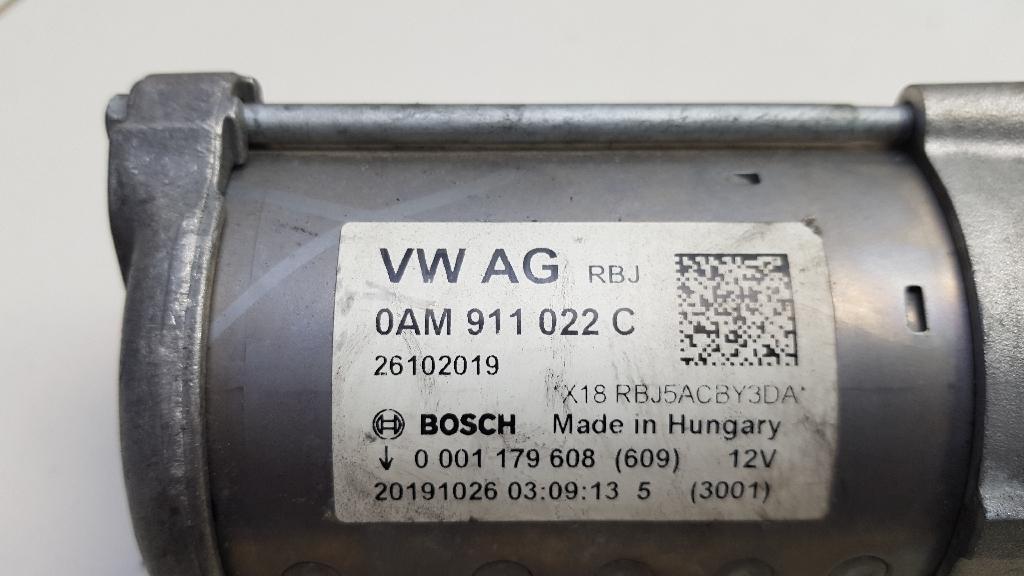 VW AG RBJ
0AM 911 022 C
26102019
*X18 RBJ5ACBY3DA*
BOSCH Made in Hungary
↓ 0 001 179 608 (609) 12V
20191026 03:09:13 5 (3001)